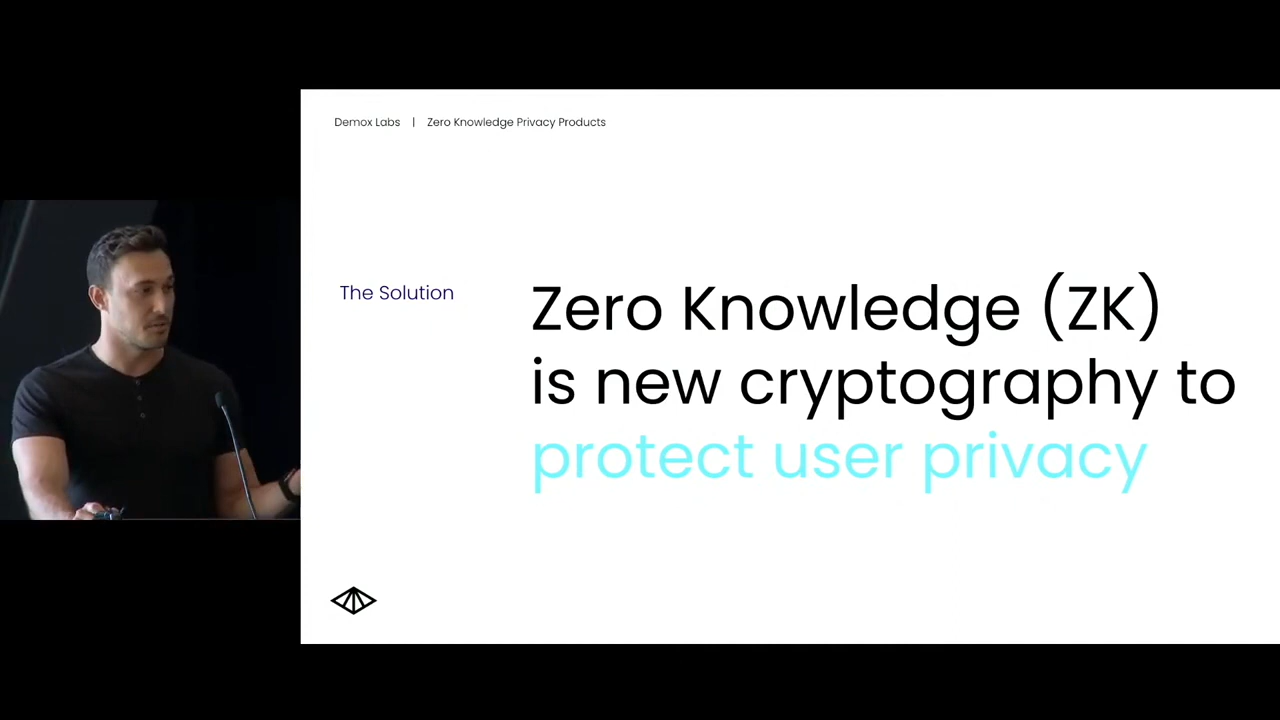 Demox Labs | Zero Knowledge Privacy Products
The Solution
Zero Knowledge (ZK)
is new cryptography to
protect user privacy